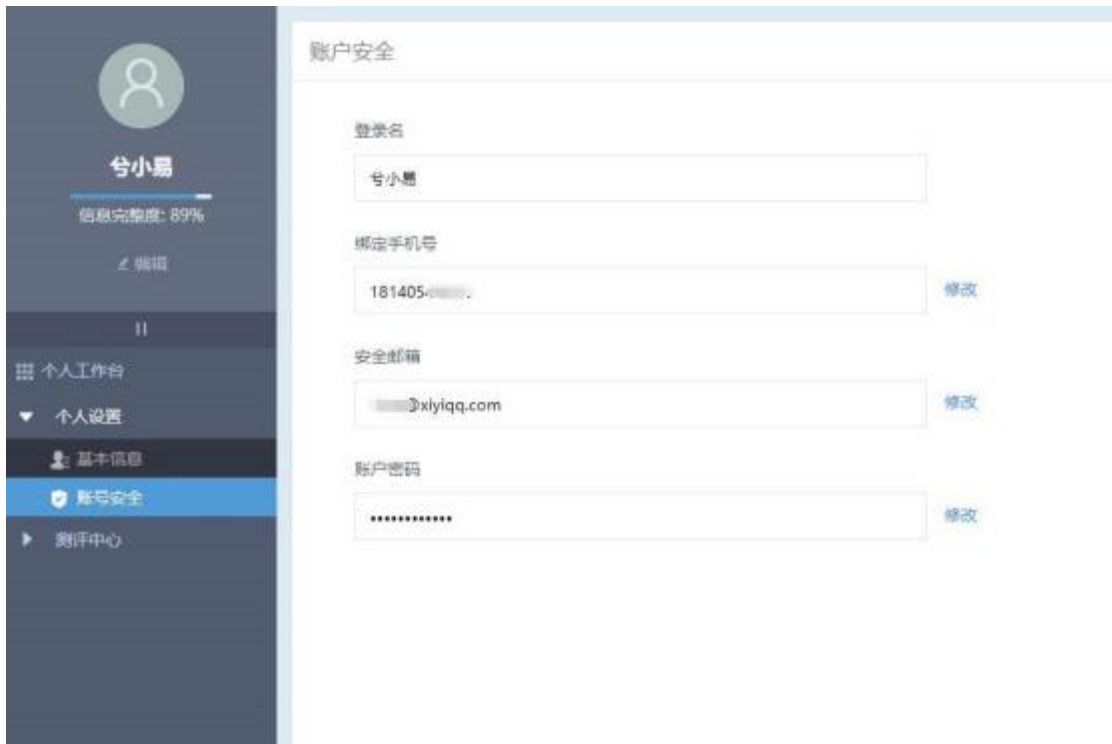 兮小易
信息完整度: 89%
编辑
个人工作台
个人设置
基本信息
账号安全
测评中心
账户安全
登录名
兮小易
绑定手机号
181405
修改
安全邮箱
@xiyiqq.com
修改
账户密码
••••••••••••
修改